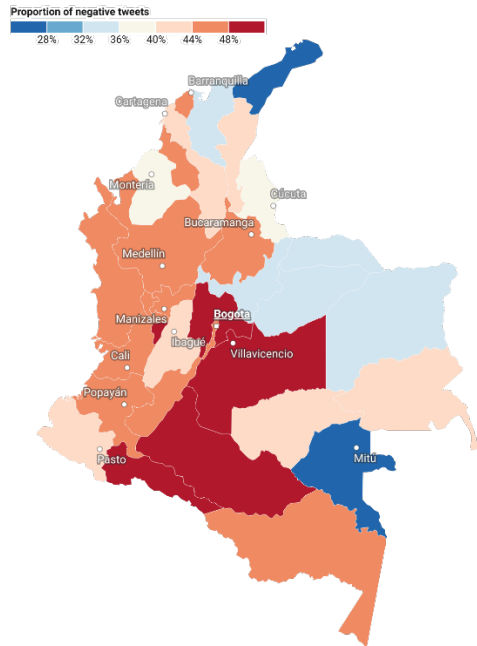 Proportion of negative tweets
28% 32% 36% 40% 44% 48%
Barranquilla
Cartagena
Montería
Cúcuta
Bucaramanga
Medellín
Manizales
Bogota
Ibagué
Villavicencio
Cali
Popayán
Pasto
Mitú